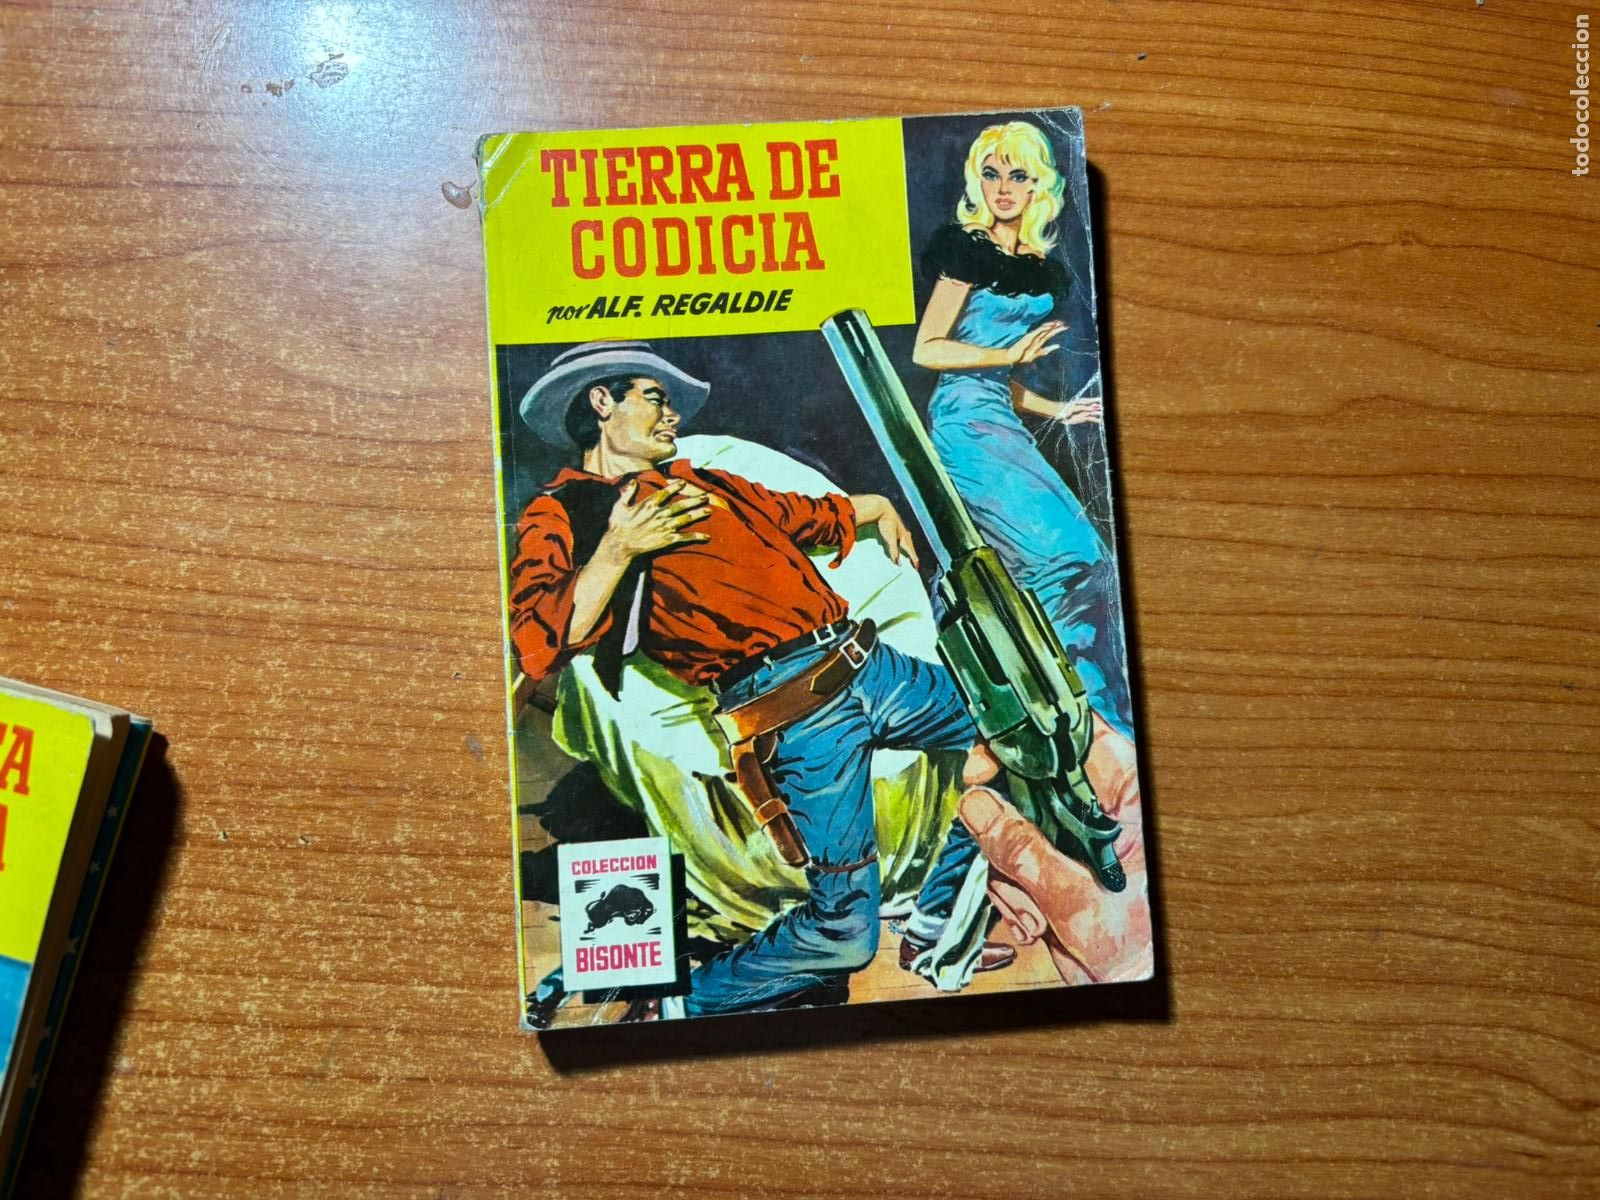 TIERRA DE
CODICIA
por ALF. REGALDIE
COLECCION
BISONTE
todocoleccion